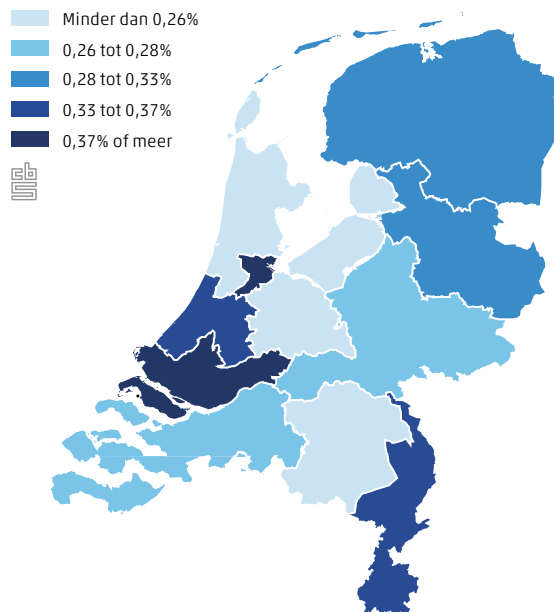 Minder dan 0,26%
0,26 tot 0,28%
0,28 tot 0,33%
0,33 tot 0,37%
0,37% of meer
cbs